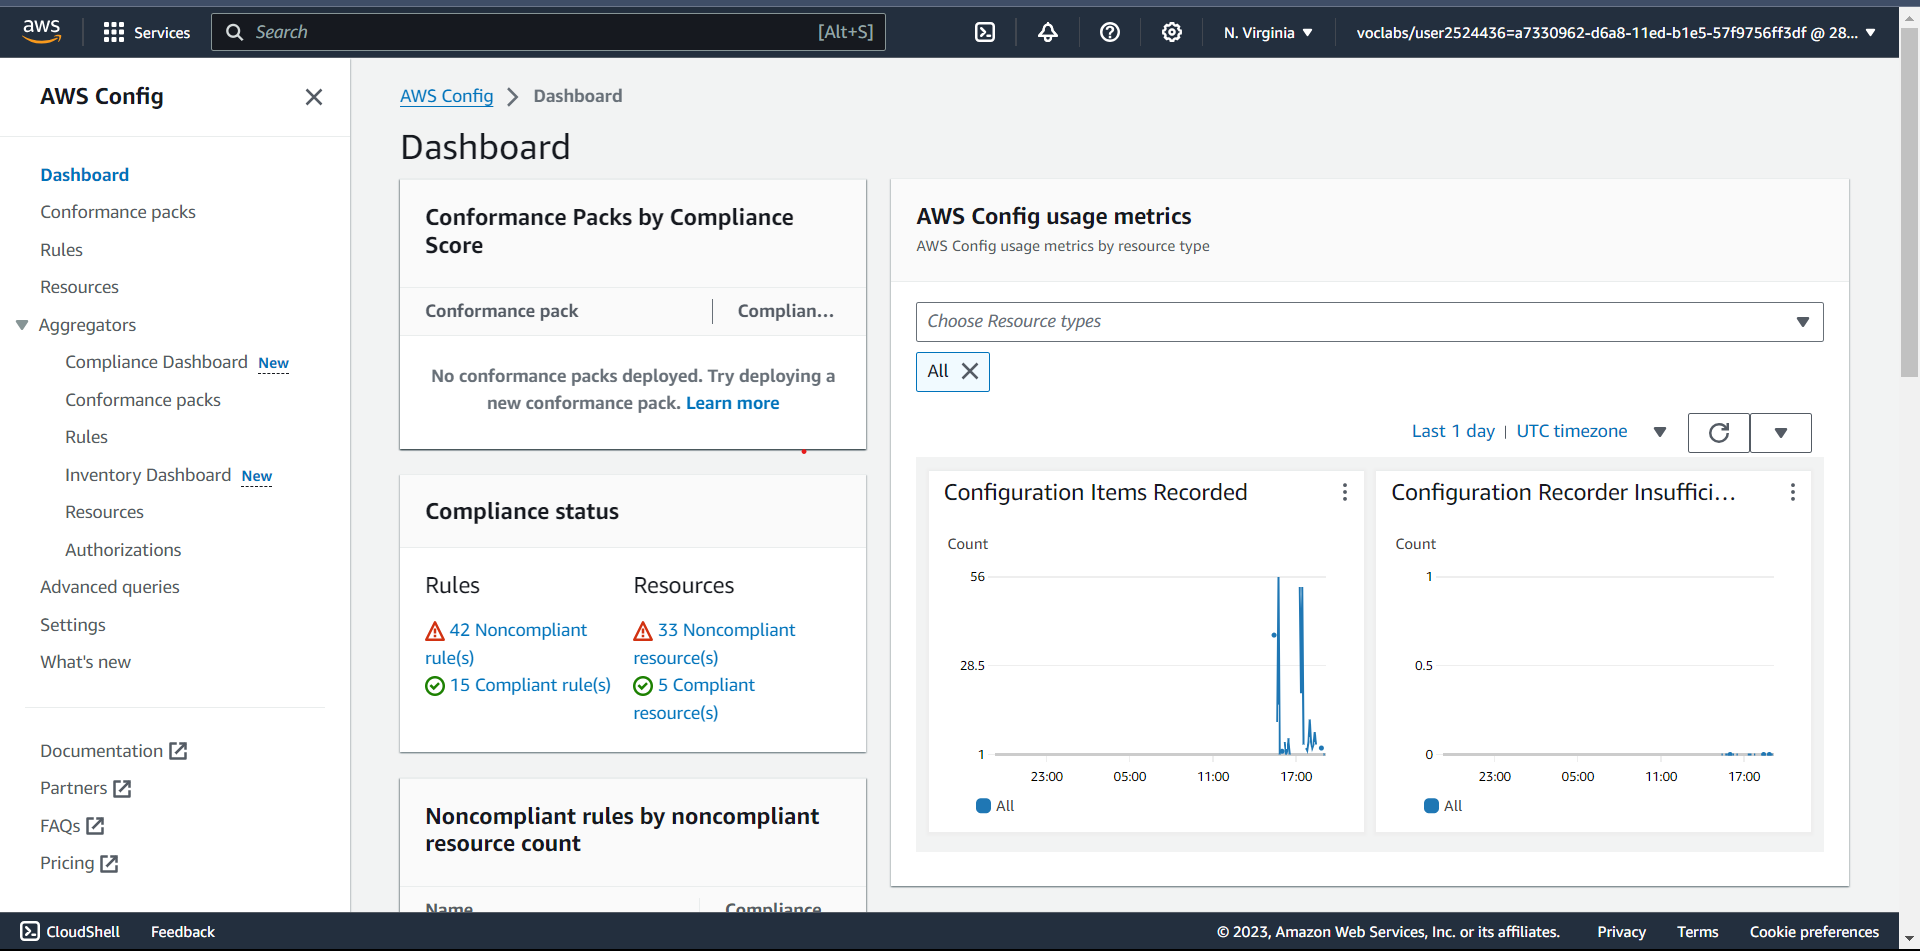 aws
Services
Search
[Alt+S]
N. Virginia
voclabs/user2524436=a7330962-d6a8-11ed-b1e5-57f9756ff3df @ 28...
AWS Config
Dashboard
Conformance packs
Rules
Resources
Aggregators
Compliance Dashboard New
Conformance packs
Rules
Inventory Dashboard New
Resources
Authorizations
Advanced queries
Settings
What's new
Documentation
Partners
FAQs
Pricing
AWS Config > Dashboard
Dashboard
Conformance Packs by Compliance
Score
Conformance pack
Complian...
No conformance packs deployed. Try deploying a
new conformance pack. Learn more
Compliance status
Rules
42 Noncompliant
rule(s)
15 Compliant rule(s)
Resources
33 Noncompliant
resource(s)
5 Compliant
resource(s)
Noncompliant rules by noncompliant
resource count
Name
Compliance
AWS Config usage metrics
AWS Config usage metrics by resource type
Choose Resource types
All
Last 1 day | UTC timezone
Configuration Items Recorded
Count
56
28.5
1
23:00
05:00
11:00
17:00
All
Configuration Recorder Insuffici...
Count
1
0.5
0
23:00
05:00
11:00
17:00
All
CloudShell
Feedback
© 2023, Amazon Web Services, Inc. or its affiliates.
Privacy
Terms
Cookie preferences